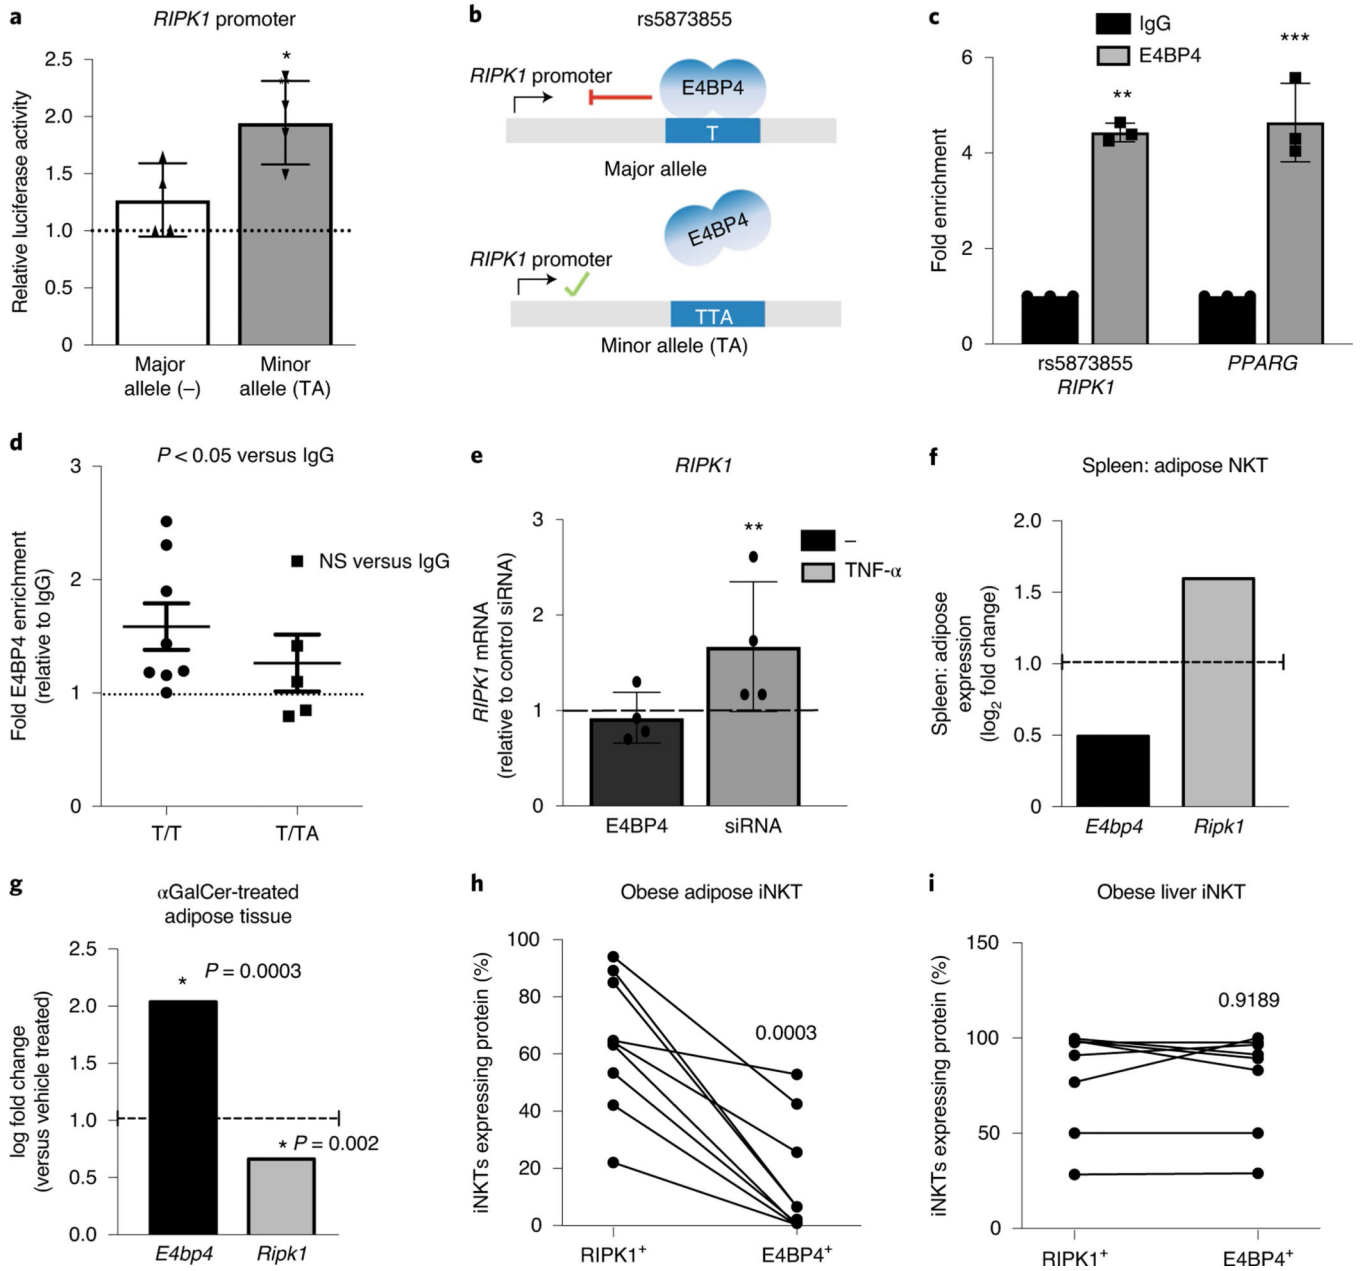 a
RIPK1 promoter
Relative luciferase activity
2.5
2.0
1.5
1.0
0.5
0
*
Major
allele (–)
Minor
allele (TA)
b
rs5873855
RIPK1 promoter
E4BP4
T
Major allele
E4BP4
RIPK1 promoter
TTA
Minor allele (TA)
c
IgG
E4BP4
Fold enrichment
6
4
2
0
**
***
rs5873855
RIPK1
PPARG
d
P < 0.05 versus IgG
Fold E4BP4 enrichment
(relative to IgG)
3
2
1
0
NS versus IgG
T/T
T/TA
e
RIPK1
RIPK1 mRNA
(relative to control siRNA)
3
2
1
0
**
–
TNF-α
E4BP4
siRNA
f
Spleen: adipose NKT
Spleen: adipose
expression
(log2 fold change)
2.0
1.5
1.0
0.5
0
E4bp4
Ripk1
g
αGalCer-treated
adipose tissue
log fold change
(versus vehicle treated)
2.5
2.0
1.5
1.0
0.5
0.0
* P = 0.0003
* P = 0.002
E4bp4
Ripk1
h
Obese adipose iNKT
iNKTs expressing protein (%)
100
80
60
40
20
0
0.0003
RIPK1+
E4BP4+
i
Obese liver iNKT
iNKTs expressing protein (%)
150
100
50
0
0.9189
RIPK1+
E4BP4+